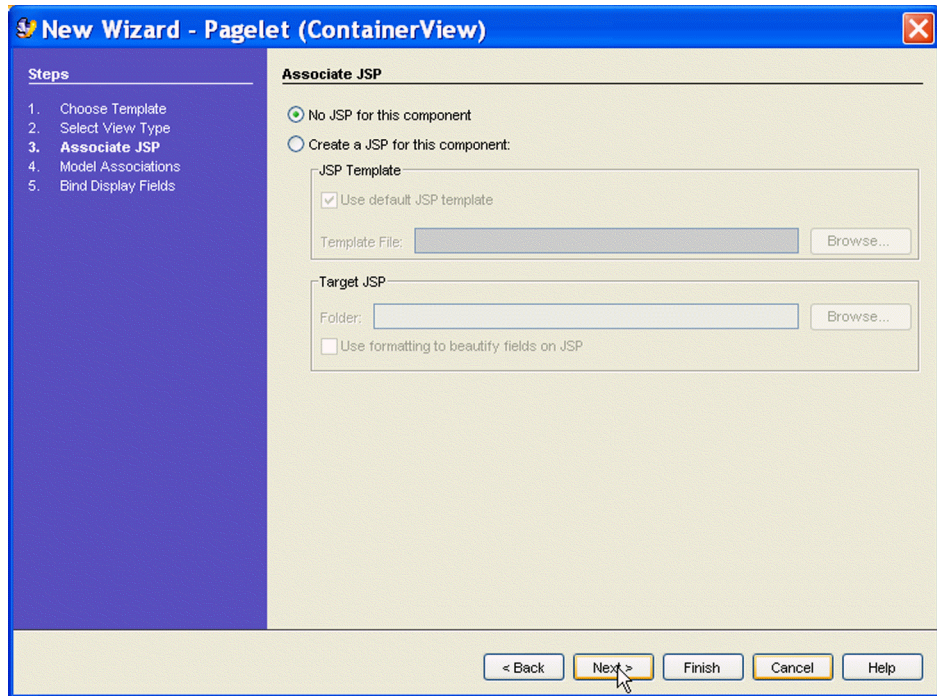 New Wizard - Pagelet (ContainerView)
Steps
1. Choose Template
2. Select View Type
3. Associate JSP
4. Model Associations
5. Bind Display Fields
Associate JSP
No JSP for this component
Create a JSP for this component:
JSP Template
Use default JSP template
Template File: Browse...
Target JSP
Folder: Browse...
Use formatting to beautify fields on JSP
< Back Next > Finish Cancel Help